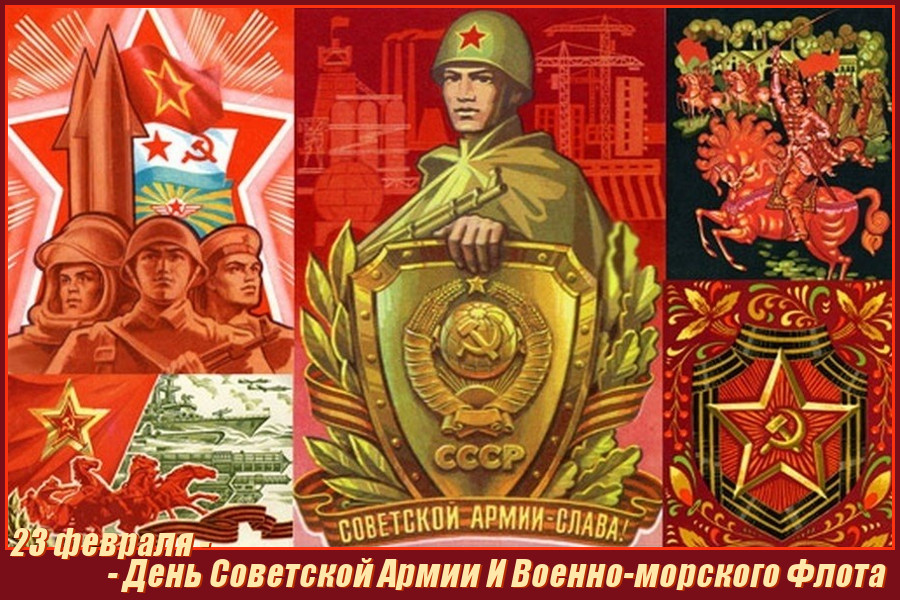 СССР
СОВЕТСКОЙ АРМИИ-СЛАВА!
23 февраля
- День Советской Армии И Военно-морского Флота